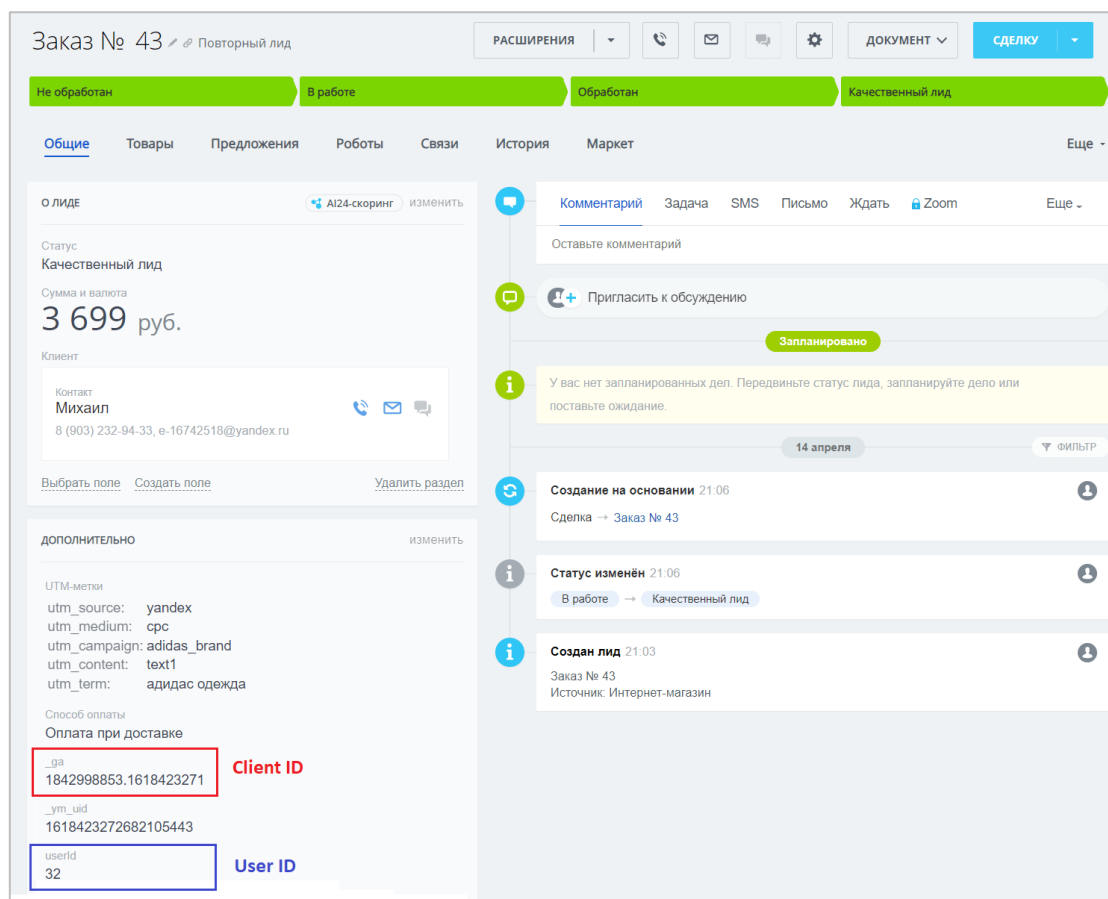 Заказ № 43 Повторный лид
РАСШИРЕНИЯ
ДОКУМЕНТ
СДЕЛКУ
Не обработан
В работе
Обработан
Качественный лид
Общие
Товары
Предложения
Роботы
Связи
История
Маркет
Еще
О ЛИДЕ
AI24-скоринг
изменить
Статус
Качественный лид
Сумма и валюта
3 699 руб.
Клиент
Контакт
Михаил
8 (903) 232-94-33, e-16742518@yandex.ru
Выбрать поле Создать поле Удалить раздел
ДОПОЛНИТЕЛЬНО
изменить
UTM-метки
utm_source: yandex
utm_medium: cpc
utm_campaign: adidas_brand
utm_content: text1
utm_term: адидас одежда
Способ оплаты
Оплата при доставке
_ga
1842998853.1618423271
Client ID
_ym_uid
1618423272682105443
userId
32
User ID
Комментарий
Задача
SMS
Письмо
Ждать
Zoom
Еще
Оставьте комментарий
Пригласить к обсуждению
Запланировано
У вас нет запланированных дел. Передвиньте статус лида, запланируйте дело или
поставьте ожидание.
14 апреля
ФИЛЬТР
Создание на основании 21:06
Сделка → Заказ № 43
Статус изменён 21:06
В работе → Качественный лид
Создан лид 21:03
Заказ № 43
Источник: Интернет-магазин